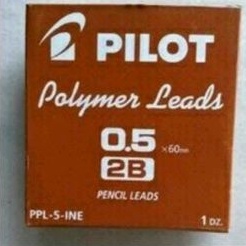 PILOT
Polymer Leads
0.5 ×60mm
2B
PENCIL LEADS
PPL-5-INE 1 DZ.